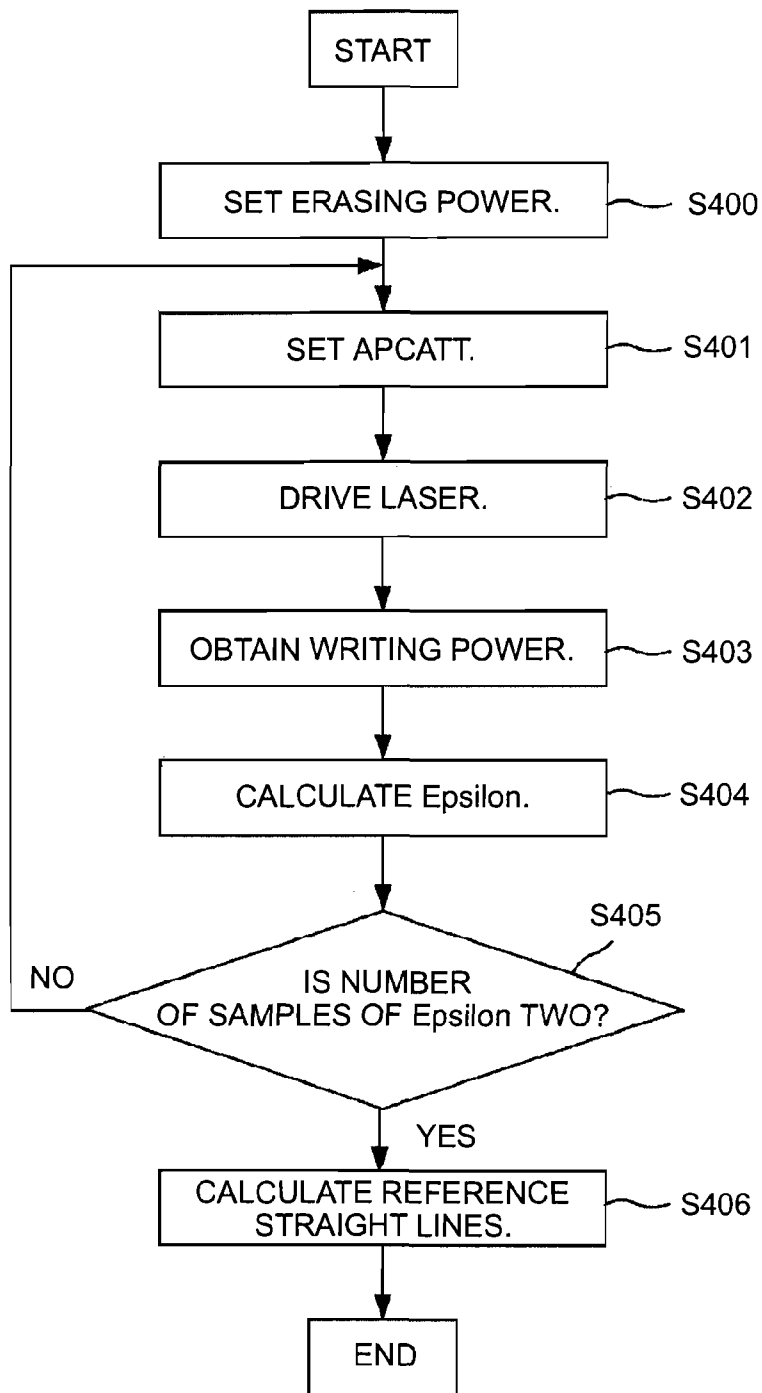 START
SET ERASING POWER.
S400
SET APCATT.
S401
DRIVE LASER.
S402
OBTAIN WRITING POWER.
S403
CALCULATE Epsilon.
S404
S405
NO
IS NUMBER
OF SAMPLES OF Epsilon TWO?
YES
CALCULATE REFERENCE
STRAIGHT LINES.
S406
END